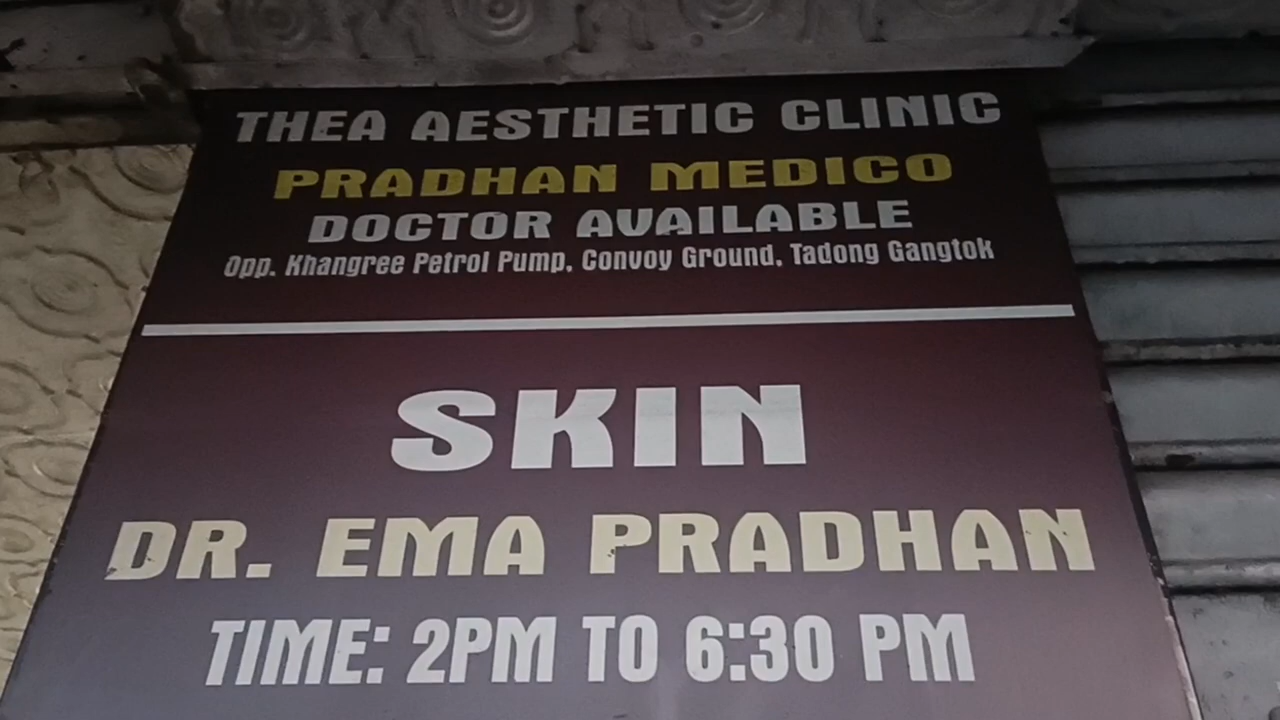 THEA AESTHETIC CLINIC
PRADHAN MEDICO
DOCTOR AVAILABLE
Opp. Khangree Petrol Pump, Convoy Ground, Tadong Gangtok
SKIN
DR. EMA PRADHAN
TIME: 2PM TO 6:30 PM